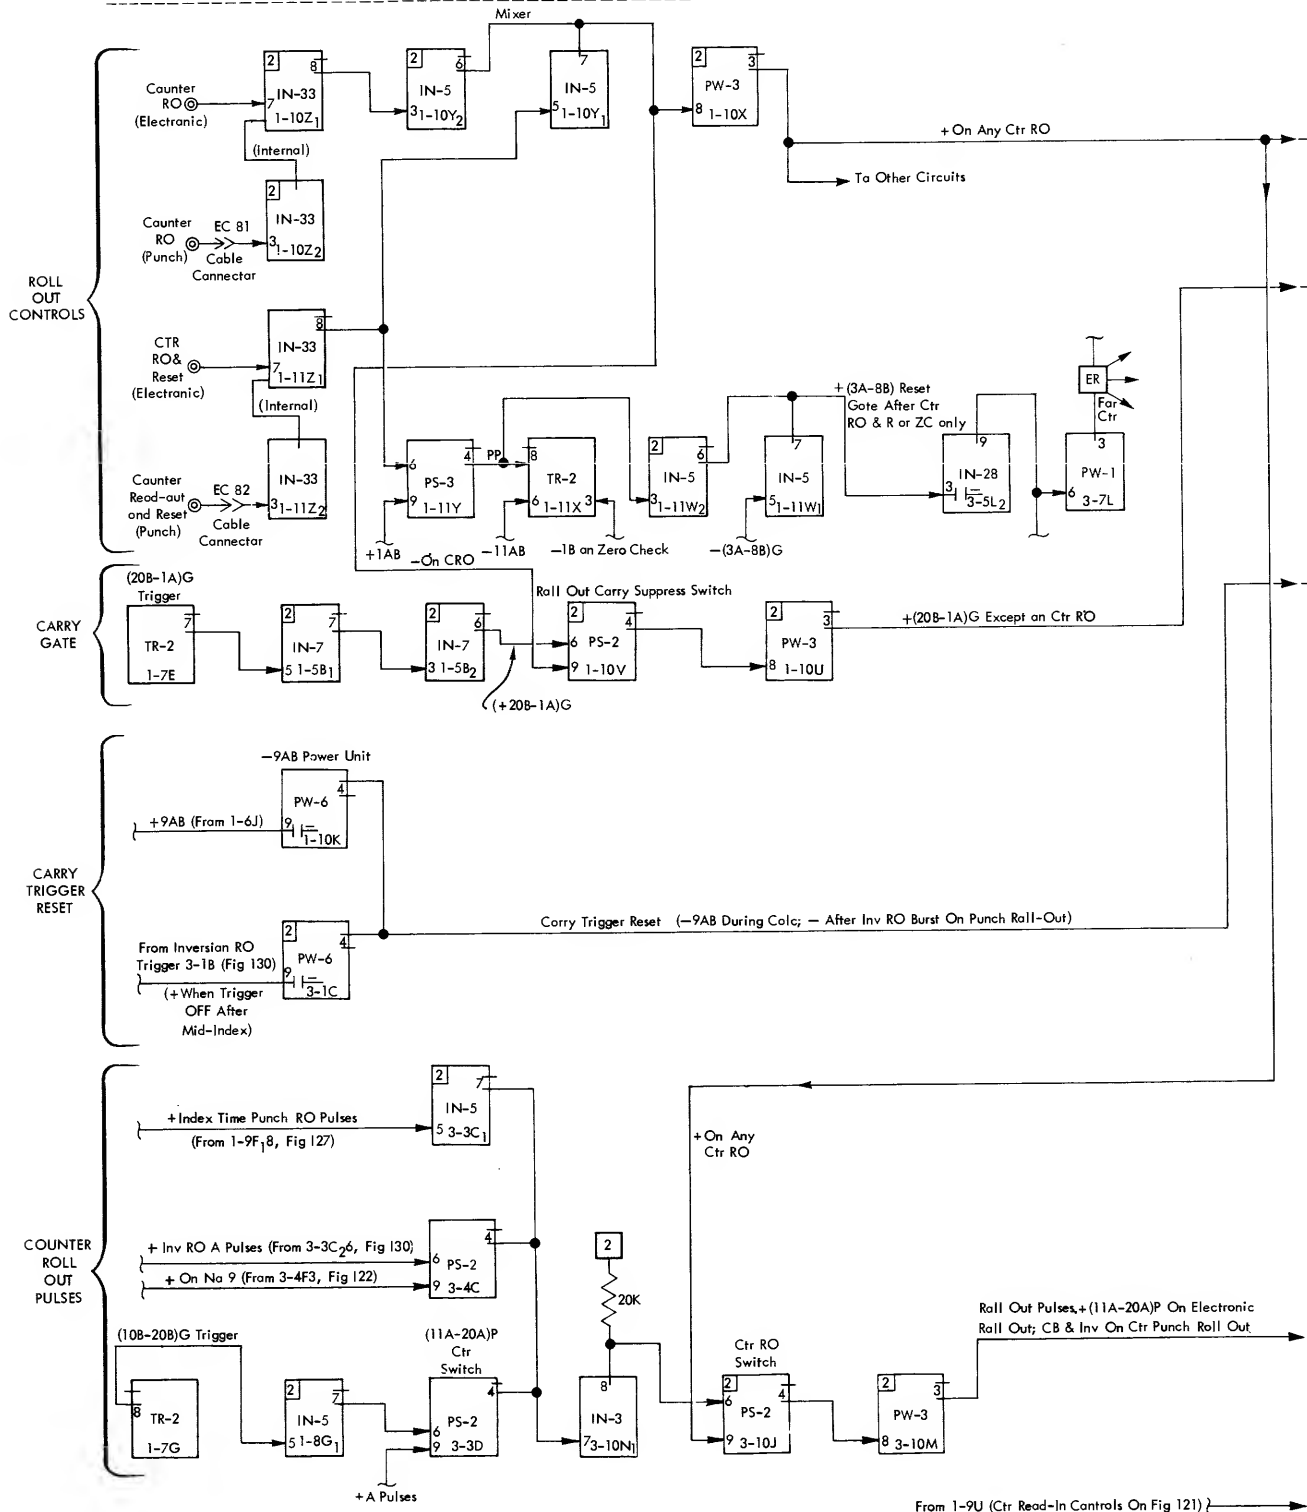 Mixer
2
8
IN-33
7
1-10Z1
Counter
RO
(Electronic)
2
6
IN-5
3 1-10Y2
7
IN-5
5
1-10Y1
2
3
PW-3
8
1-10X
+On Any Ctr RO
Ta Other Circuits
(Internal)
2
IN-33
3
1-10Z2
Counter
RO
(Punch)
EC 81
Cable
Cannectar
ROLL
OUT
CONTROLS
8
IN-33
7
1-11Z1
CTR
RO&
Reset
(Electronic)
(Internal)
IN-33
3 1-11Z2
Counter
Reod-out
ond Reset
(Punch)
EC 82
Cable
Connector
6
4
PS-3
9
1-11Y
+1AB
PP
8
TR-2
6
3
1-11X
-11AB
-1B an Zero Check
2
6
IN-5
3 1-11W2
7
IN-5
5
1-11W1
-(3A-8B)G
+(3A-8B) Reset
Gote After Ctr
RO & R or ZC only
9
IN-28
3
3-5L2
ER
Far
Ctr
3
PW-1
6
3-7L
-On CRO
CARRY
GATE
(20B-1A)G
Trigger
7
TR-2
1-7E
2
7
IN-7
5 1-5B1
2
6
IN-7
3 1-5B2
(+20B-1A)G
Rall Out Carry Suppress Switch
2
4
6
PS-2
9
1-10V
2
3
PW-3
8
1-10U
+(20B-1A)G Except an Ctr RO
CARRY
TRIGGER
RESET
-9AB Power Unit
4
PW-6
9
1-10K
+9AB (Fram 1-6J)
2
4
PW-6
9
3-1C
From Inversian RO
Trigger 3-1B (Fig 130)
(+When Trigger
OFF After
Mid-Index)
Corry Trigger Reset (-9AB During Calc; - After Inv RO Burst On Punch Rall-Out)
COUNTER
ROLL
OUT
PULSES
2
7
IN-5
5 3-3C1
+Index Time Punch RO Pulses
(From 1-9F18, Fig 127)
4
6
PS-2
9
3-4C
+ Inv RO A Pulses (From 3-3C26, Fig 130)
+ On Na 9 (Fram 3-4F3, Fig 122)
(10B-20B)G Trigger
8
TR-2
1-7G
2
7
IN-5
5 1-8G1
(11A-20A)P
Ctr
Switch
4
PS-2
6
9
3-3D
+A Pulses
2
20K
8
IN-3
7 3-10N1
+On Any
Ctr RO
Ctr RO
Switch
2
4
6
PS-2
9
3-10J
2
3
PW-3
8
3-10M
Rall Out Pulses,+(11A-20A)P On Electronic
Rall Out; CB & Inv On Ctr Punch Roll Out
From 1-9U (Ctr Read-In Cantrols On Fig 121)